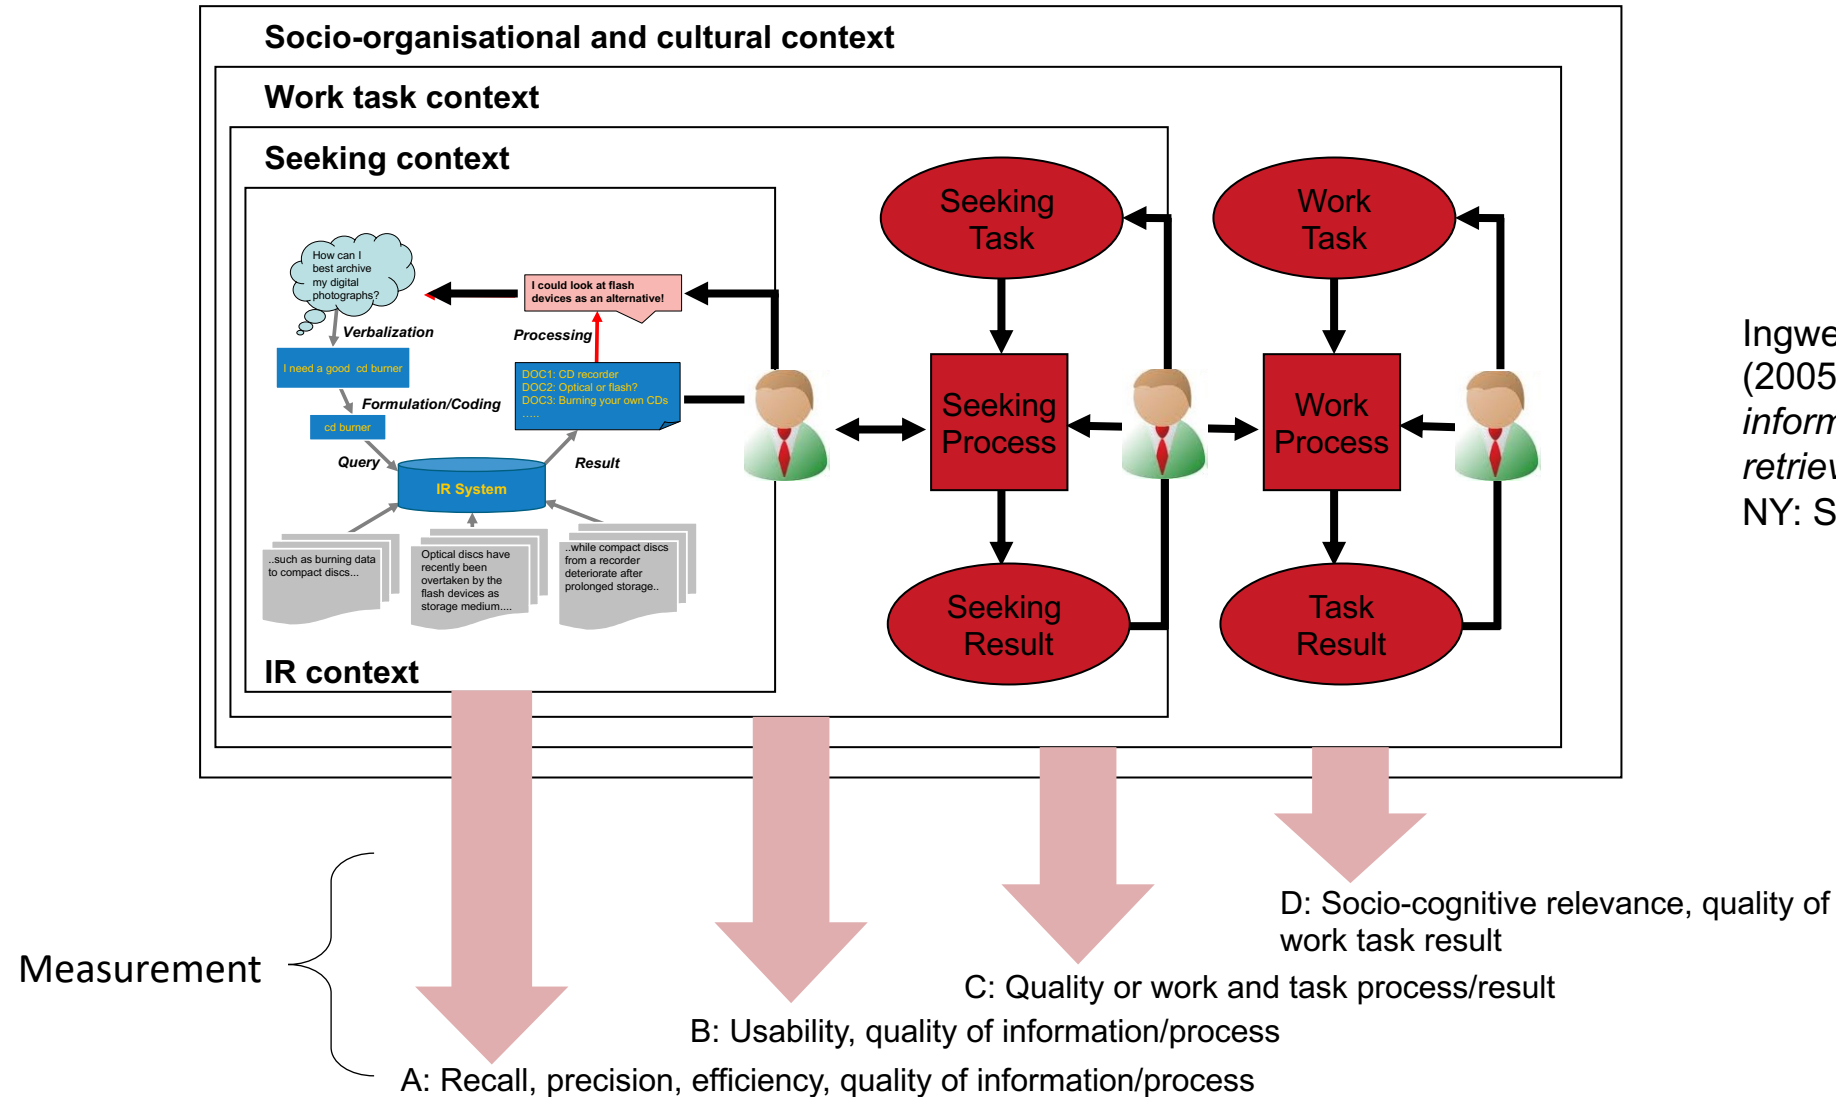 Socio-organisational and cultural context
Work task context
Seeking context
How can I
best archive
my digital
photographs?
Verbalization
I need a good cd burner
Formulation/Coding
cd burner
Query
IR System
Result
DOC1: CD recorder
DOC2: Optical or flash?
DOC3: Burning your own CDs
.....
Processing
I could look at flash
devices as an alternative!
..such as burning data
to compact discs...
Optical discs have
recently been
overtaken by the
flash devices as
storage medium....
..while compact discs
from a recorder
deteriorate after
prolonged storage..
IR context
Seeking
Task
Seeking
Process
Seeking
Result
Work
Task
Work
Process
Task
Result
Ingwe
(2005
inform
retriev
NY: S
Measurement
D: Socio-cognitive relevance, quality of
work task result
C: Quality or work and task process/result
B: Usability, quality of information/process
A: Recall, precision, efficiency, quality of information/process